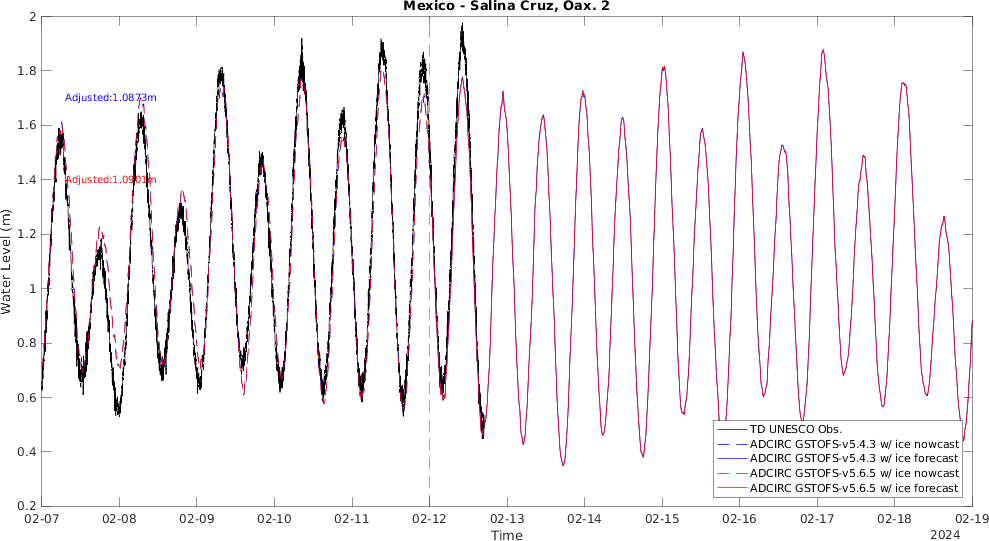 Mexico - Salina Cruz, Oax. 2
Water Level (m)
2
1.8
1.6
1.4
1.2
1
0.8
0.6
0.4
0.2
Adjusted:1.0873m
Adjusted:1.0901m
TD UNESCO Obs.
ADCIRC GSTOFS-v5.4.3 w/ ice nowcast
ADCIRC GSTOFS-v5.4.3 w/ ice forecast
ADCIRC GSTOFS-v5.6.5 w/ ice nowcast
ADCIRC GSTOFS-v5.6.5 w/ ice forecast
02-07 02-08 02-09 02-10 02-11 02-12 02-13 02-14 02-15 02-16 02-17 02-18 02-19
Time
2024